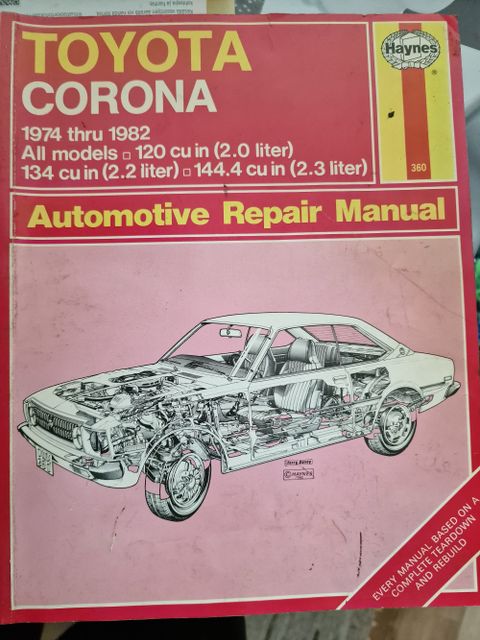 TOYOTA
CORONA
1974 thru 1982
All models ▫ 120 cu in (2.0 liter)
134 cu in (2.2 liter) ▫ 144.4 cu in (2.3 liter)
Haynes
®
360
Automotive Repair Manual
© HAYNES
EVERY MANUAL BASED ON A
COMPLETE TEARDOWN
AND REBUILD